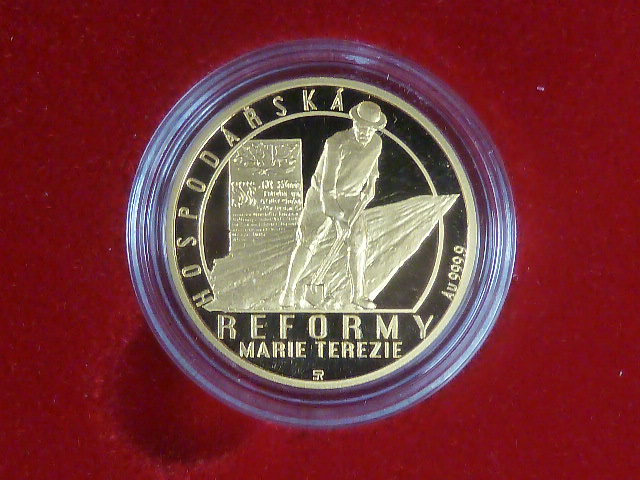 HOSPODÁŘSKÁ
REFORMY
MARIE TEREZIE
Au 999.9